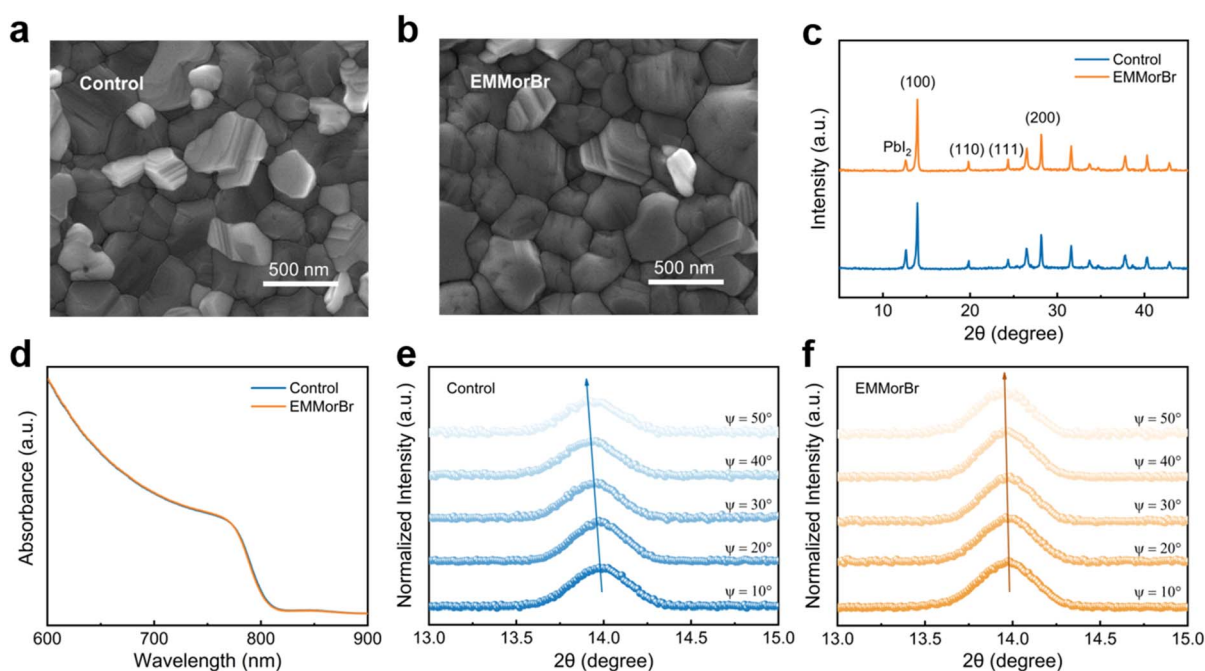 a
Control
500 nm
b
EMMorBr
500 nm
c
Control
EMMorBr
(100)
PbI₂
(110)
(111)
(200)
Intensity (a.u.)
10 20 30 40
2θ (degree)
d
Control
EMMorBr
Absorbance (a.u.)
600 700 800 900
Wavelength (nm)
e
Control
ψ = 50°
ψ = 40°
ψ = 30°
ψ = 20°
ψ = 10°
Normalized Intensity (a.u.)
13.0 13.5 14.0 14.5 15.0
2θ (degree)
f
EMMorBr
ψ = 50°
ψ = 40°
ψ = 30°
ψ = 20°
ψ = 10°
Normalized Intensity (a.u.)
13.0 13.5 14.0 14.5 15.0
2θ (degree)